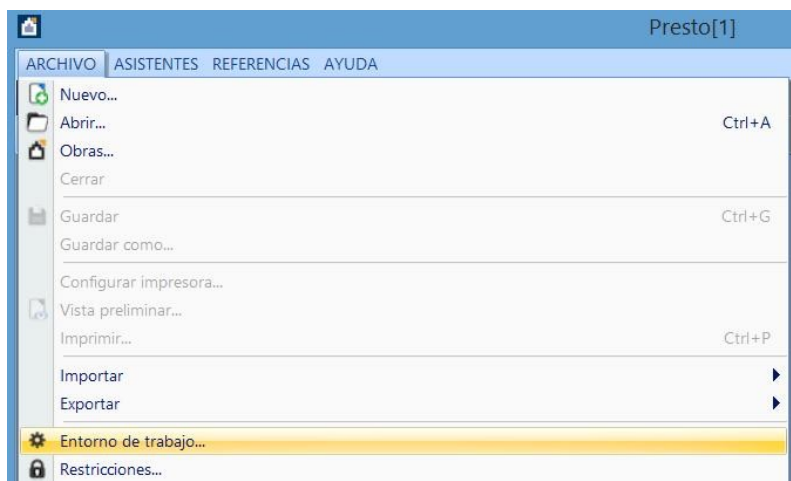 Presto[1]
ARCHIVO ASISTENTES REFERENCIAS AYUDA
Nuevo...
Abrir... Ctrl+A
Obras...
Cerrar
Guardar Ctrl+G
Guardar como...
Configurar impresora...
Vista preliminar...
Imprimir... Ctrl+P
Importar
Exportar
Entorno de trabajo...
Restricciones...